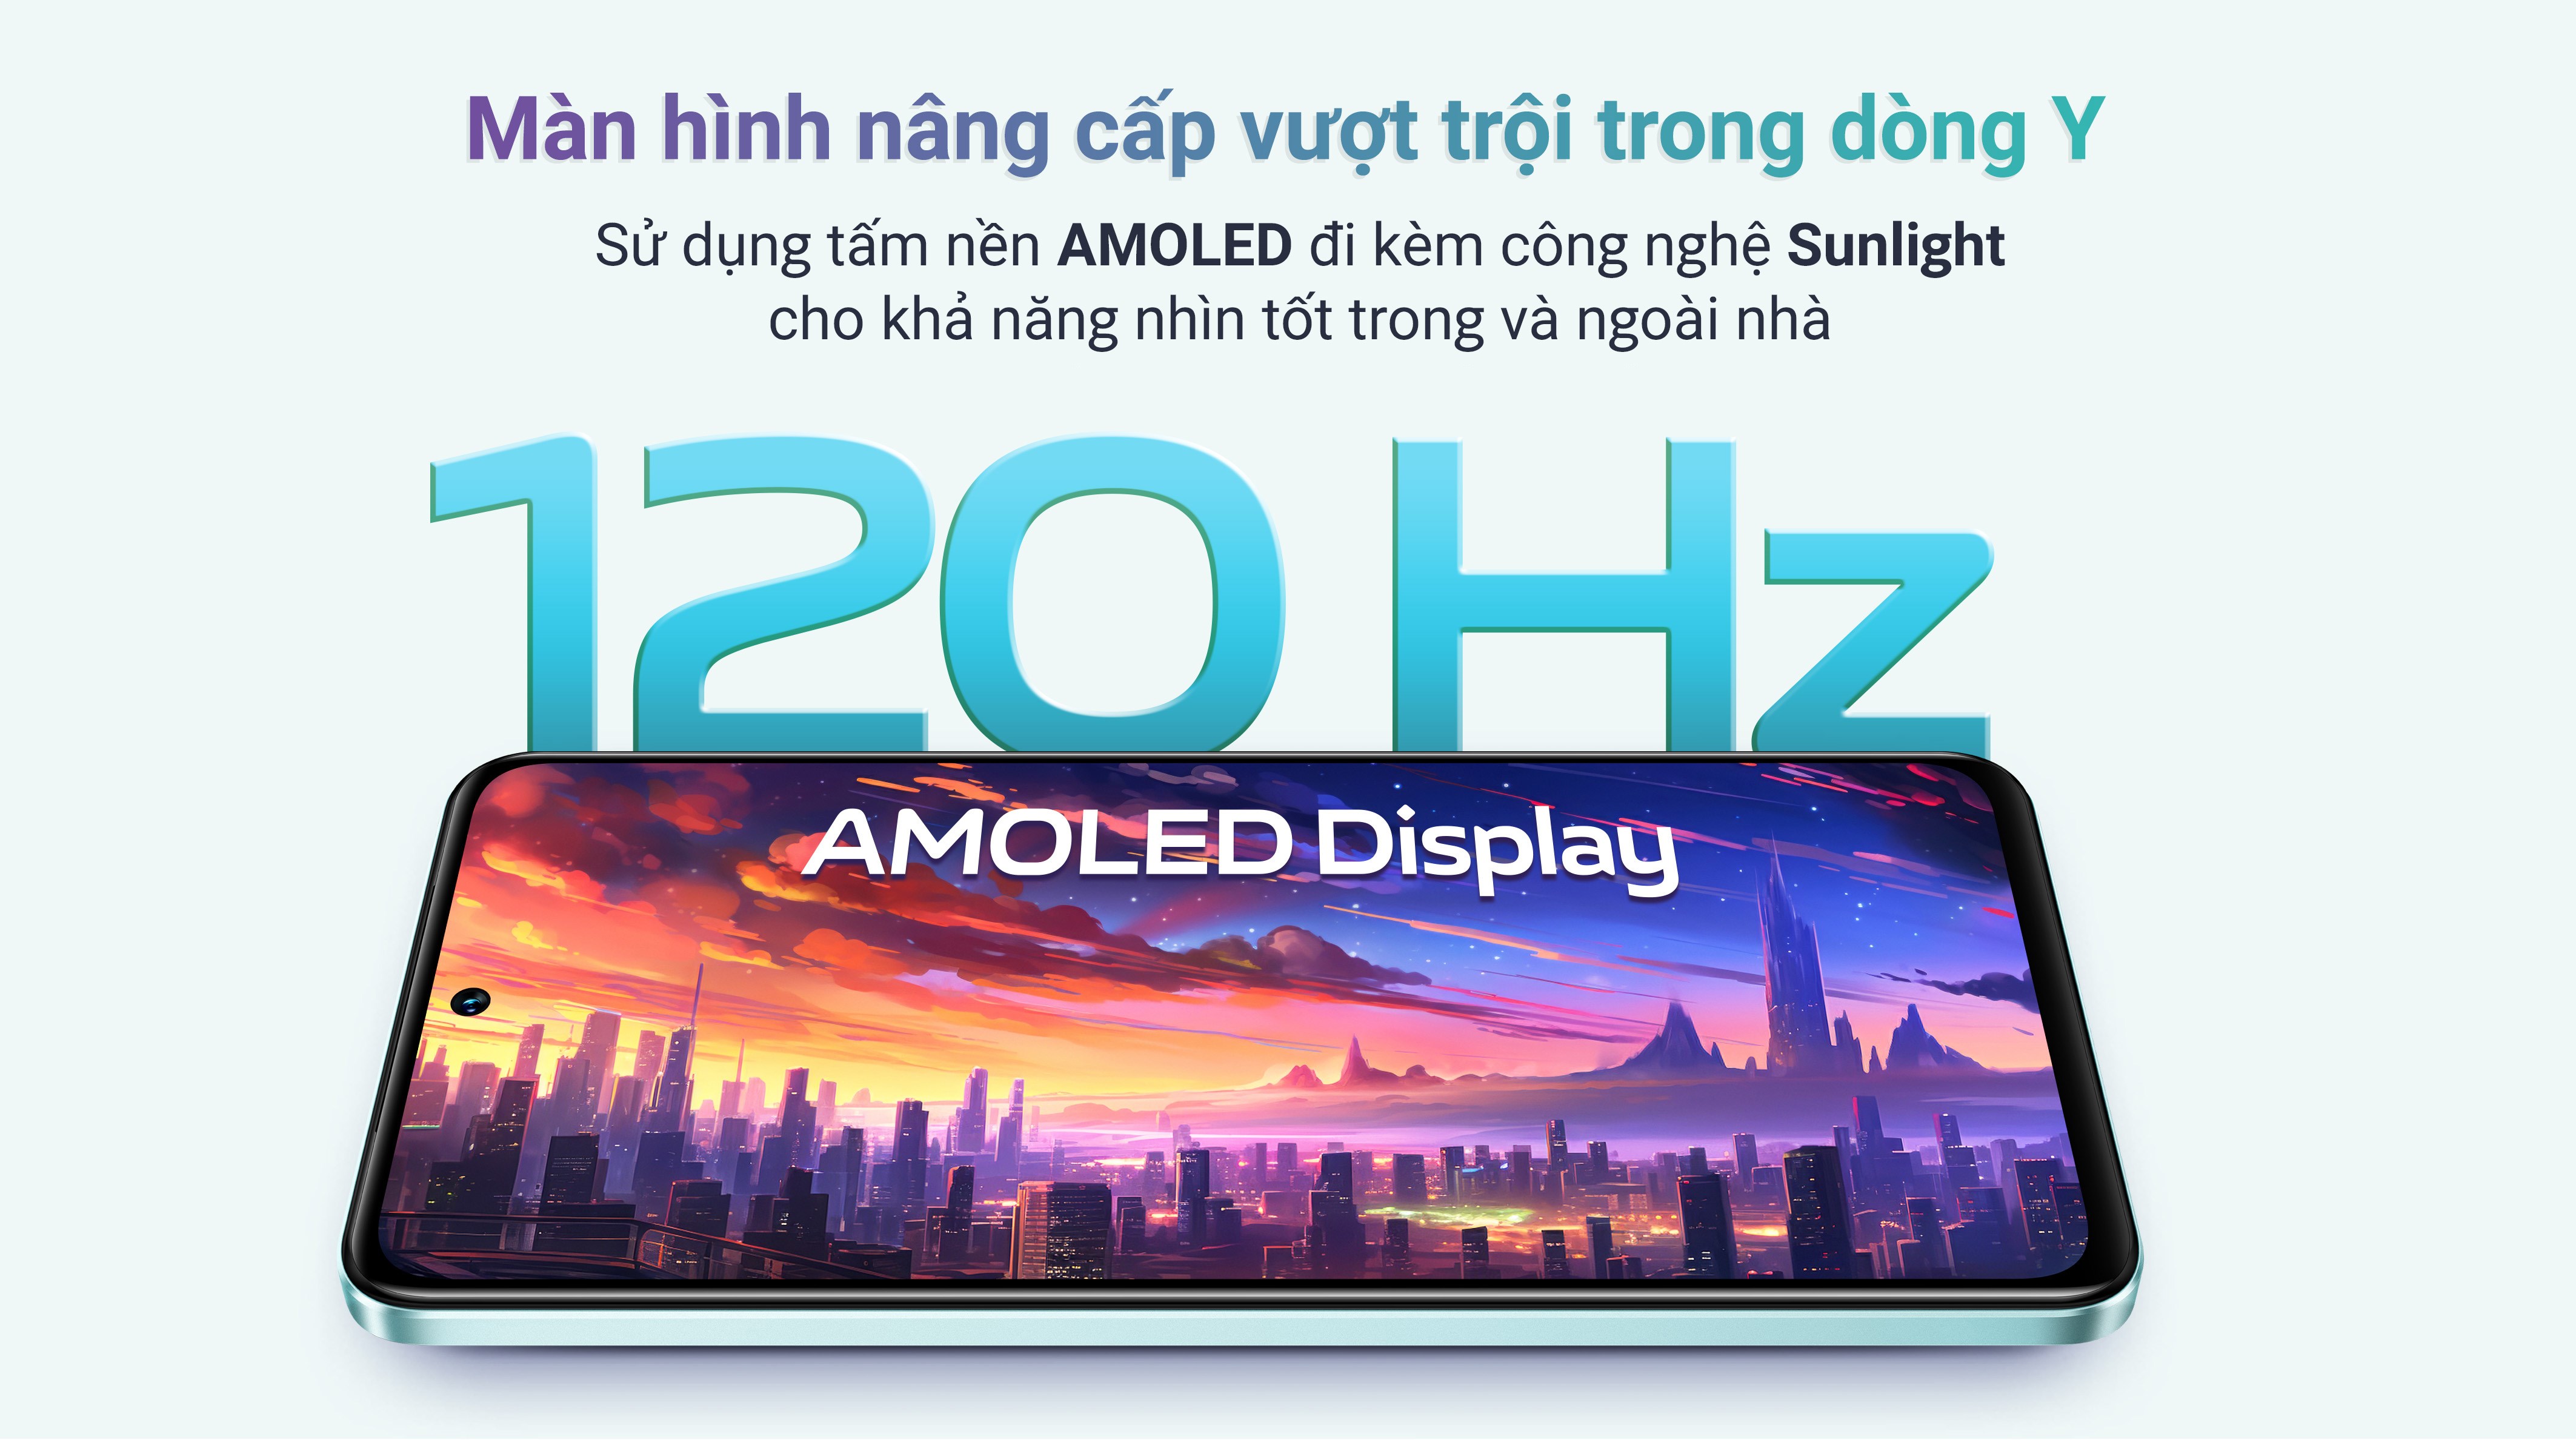 Màn hình nâng cấp vượt trội trong dòng Y
Sử dụng tấm nền AMOLED đi kèm công nghệ Sunlight
cho khả năng nhìn tốt trong và ngoài nhà
120 Hz
AMOLED Display